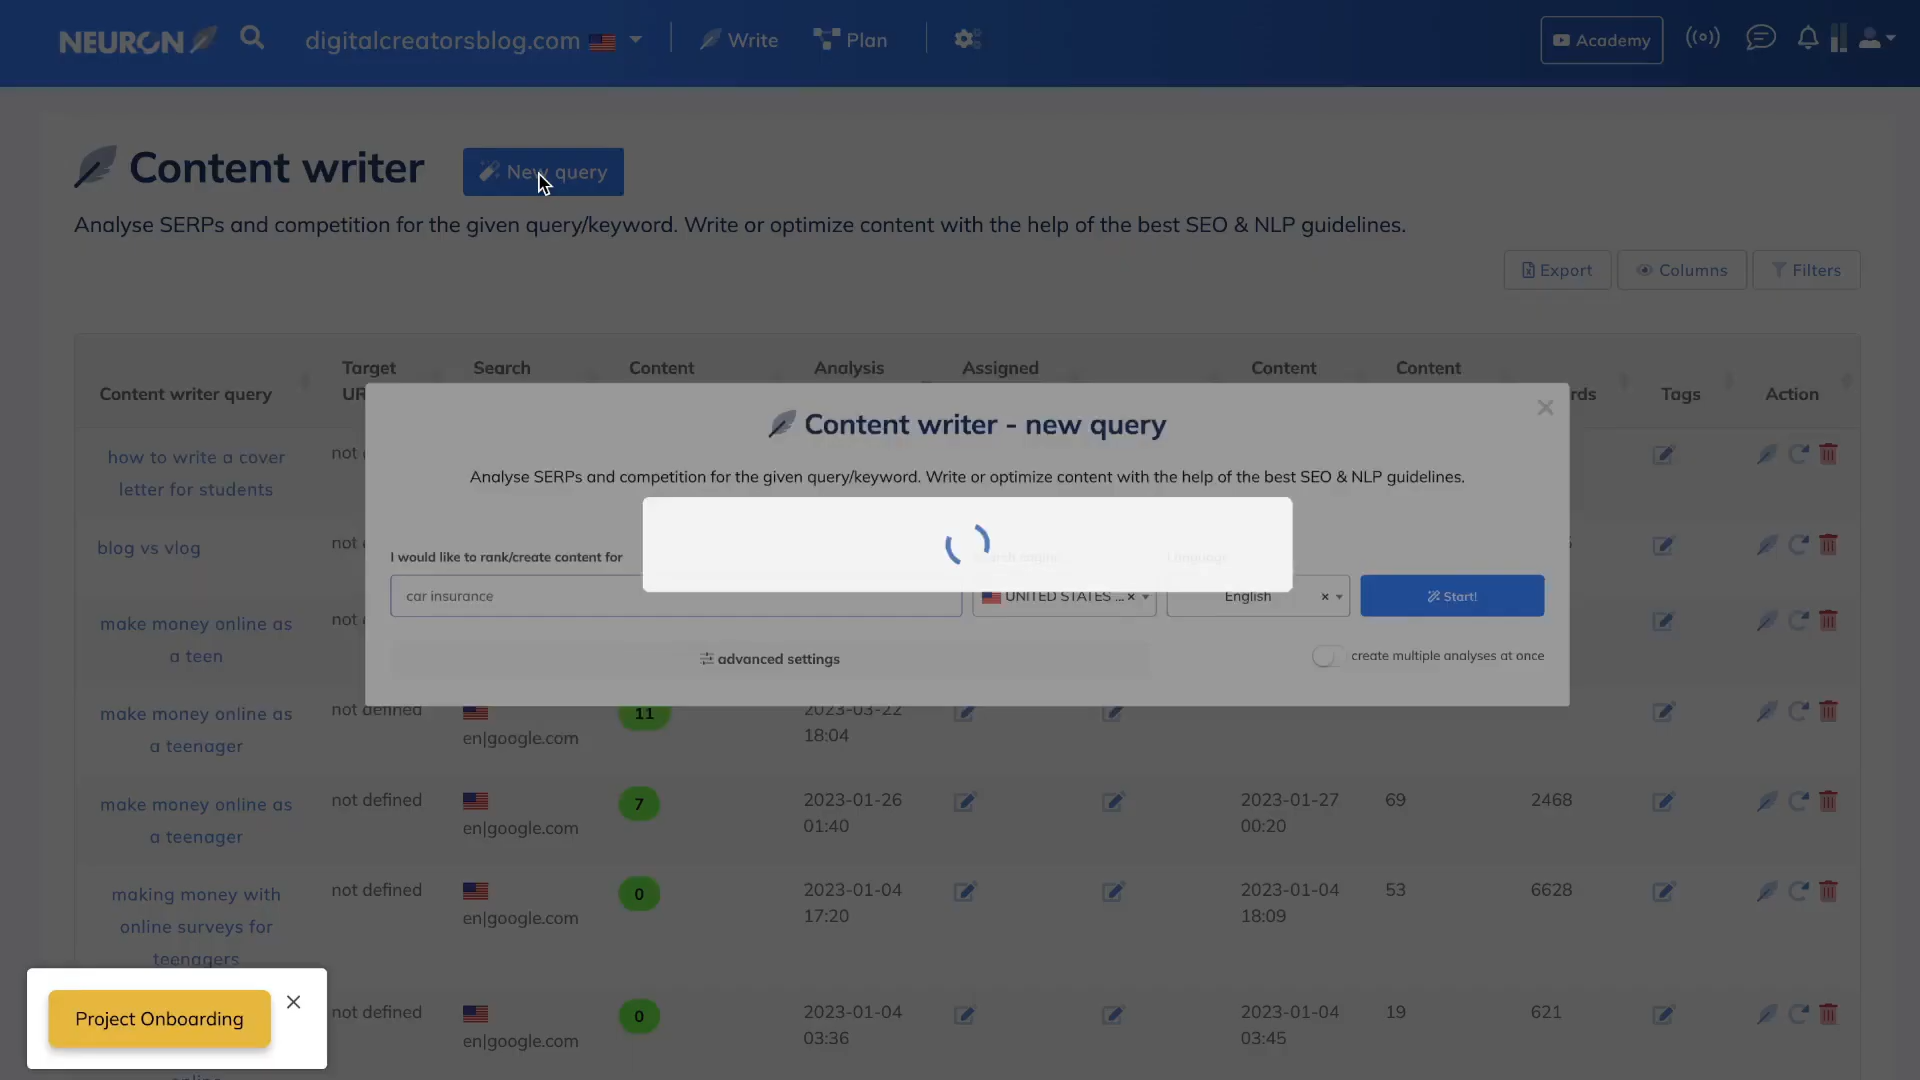 NEURON
digitalcreatorsblog.com
Write
Plan
Academy
Content writer
New query
Analyse SERPs and competition for the given query/keyword. Write or optimize content with the help of the best SEO & NLP guidelines.
Export
Columns
Filters
Content writer query
Target
Search
Content
Analysis
Assigned
Content
Content
Tags
Action
Content writer - new query
Analyse SERPs and competition for the given query/keyword. Write or optimize content with the help of the best SEO & NLP guidelines.
I would like to rank/create content for
Language
car insurance
UNITED STATES ...
English
Start!
advanced settings
create multiple analyses at once
how to write a cover
letter for students
not
blog vs vlog
not
make money online as
a teen
not
make money online as
a teenager
not defined
en|google.com
11
2023-03-22
18:04
make money online as
a teenager
not defined
en|google.com
7
2023-01-26
01:40
2023-01-27
00:20
69
2468
making money with
online surveys for
teenagers
not defined
en|google.com
0
2023-01-04
17:20
2023-01-04
18:09
53
6628
not defined
en|google.com
0
2023-01-04
03:36
2023-01-04
03:45
19
621
Project Onboarding